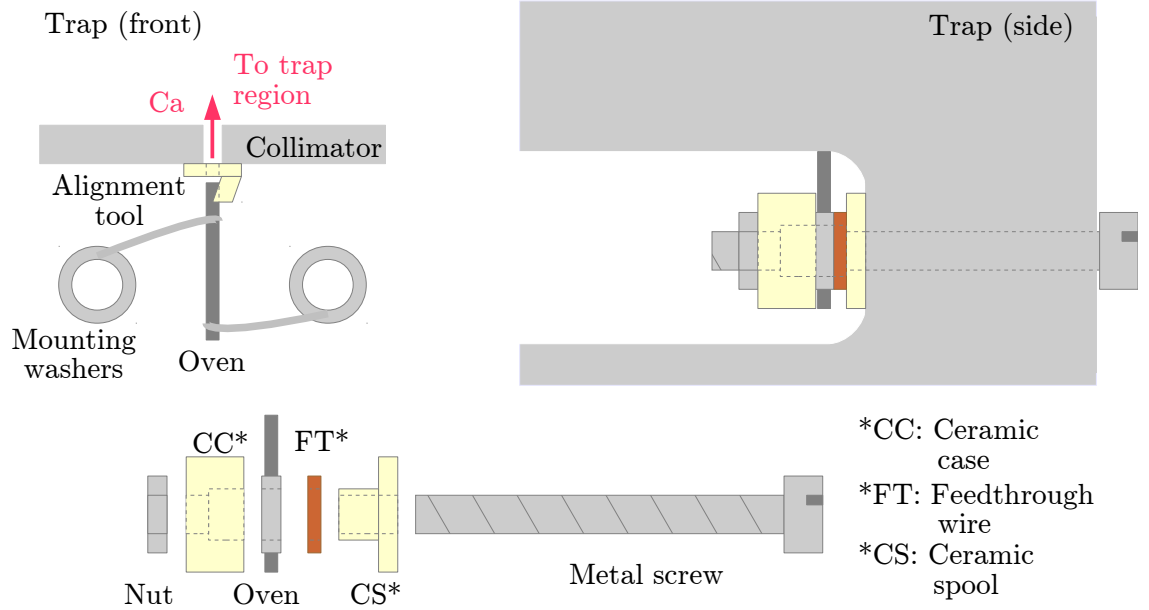 Trap (front)
To trap
region
Ca
Collimator
Alignment
tool
Mounting
washers
Oven
Trap (side)
CC*
FT*
Nut
Oven
CS*
Metal screw
*CC: Ceramic
case
*FT: Feedthrough
wire
*CS: Ceramic
spool